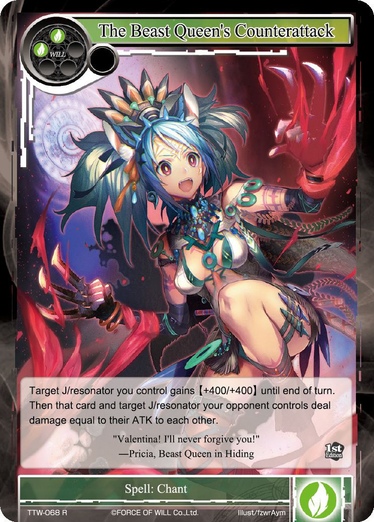 The Beast Queen's Counterattack
WILL
Target J/resonator you control gains 【+400/+400】 until end of turn.
Then that card and target J/resonator your opponent controls deal
damage equal to their ATK to each other.
"Valentina! I'll never forgive you!"
—Pricia, Beast Queen in Hiding
1st
Edition
Spell: Chant
TTW-068 R ©FORCE OF WILL Co.,Ltd. Illust/fzwrAym